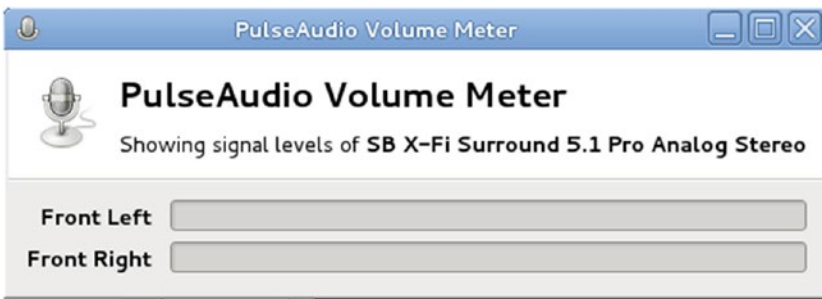 PulseAudio Volume Meter
PulseAudio Volume Meter
Showing signal levels of SB X-Fi Surround 5.1 Pro Analog Stereo
Front Left
Front Right